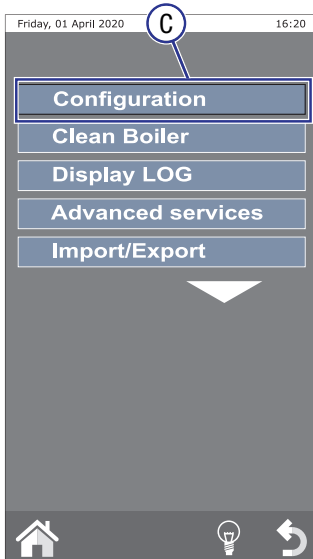 Friday, 01 April 2020 C 16:20
Configuration
Clean Boiler
Display LOG
Advanced services
Import/Export